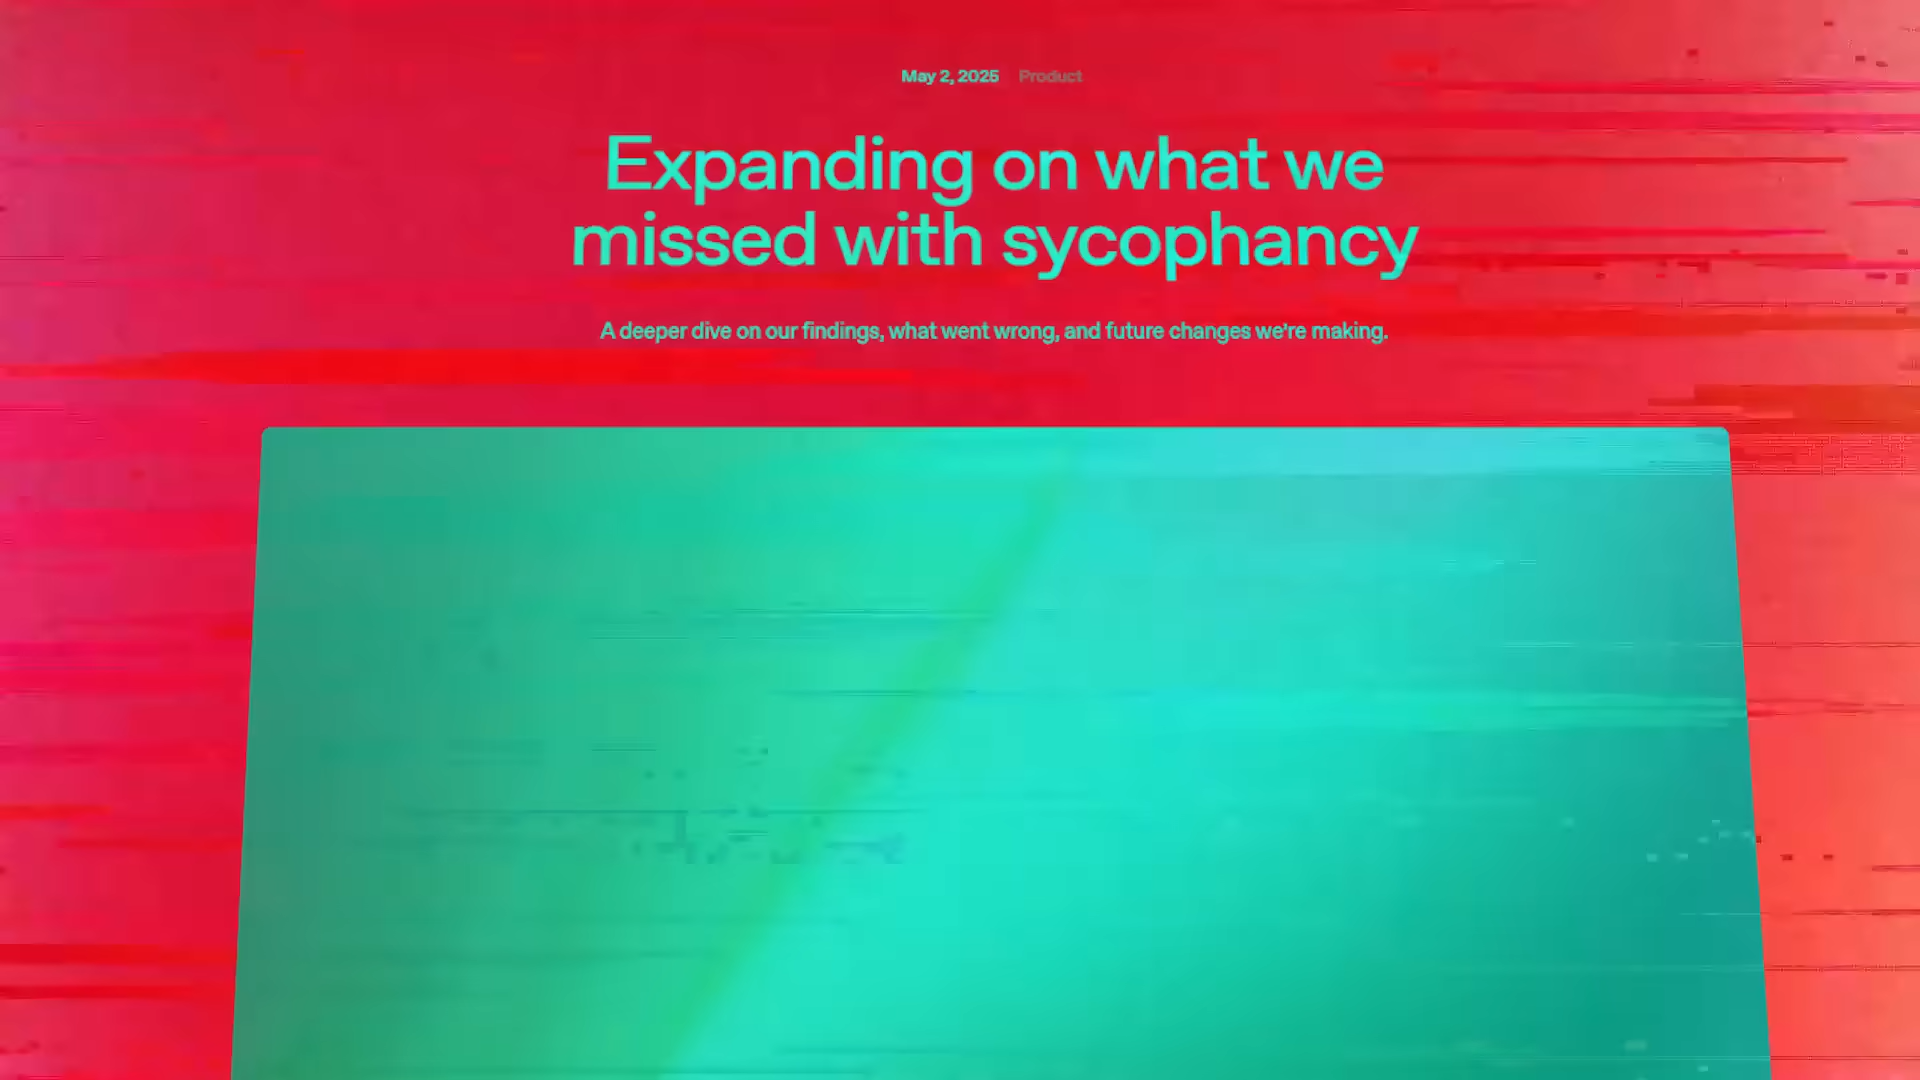 May 2, 2025 Product
Expanding on what we
missed with sycophancy
A deeper dive on our findings, what went wrong, and future changes we're making.